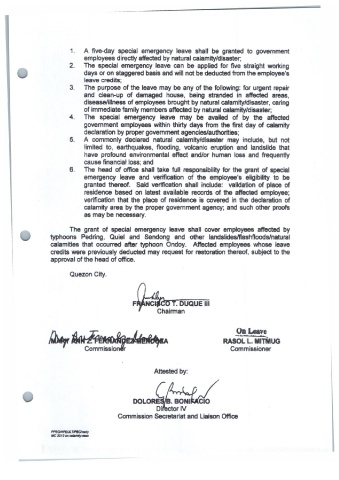 1. A five-day special emergency leave shall be granted to government
employees directly affected by natural calamity/disaster;
2. The special emergency leave can be applied for five straight working
days or on staggered basis and will not be deducted from the employee's
leave credits;
3. The purpose of the leave may be any of the following: for urgent repair
and clean-up of damaged house, being stranded in affected areas,
disease/illness of employees brought by natural calamity/disaster, caring
of immediate family members affected by natural calamity/disaster;
4. The special emergency leave may be availed of by the affected
government employees within thirty days from the first day of calamity
declaration by proper government agencies/authorities;
5. A commonly declared natural calamity/disaster may include, but not
limited to, earthquakes, flooding, volcanic eruption and landslide that
have profound environmental effect and/or human loss and frequently
cause financial loss; and
6. The head of office shall take full responsibility for the grant of special
emergency leave and verification of the employee's eligibility to be
granted thereof. Said verification shall include: validation of place of
residence based on latest available records of the affected employee;
verification that the place of residence is covered in the declaration of
calamity area by the proper government agency; and such other proofs
as may be necessary.
The grant of special emergency leave shall cover employees affected by
typhoons Pedring, Quiel and Sendong and other landslides/flash/floods/natural
calamities that occurred after typhoon Ondoy. Affected employees whose leave
credits were previously deducted may request for restoration thereof, subject to the
approval of the head of office.
Quezon City.
FRANCISCO T. DUQUE III
Chairman
On Leave
MARY ANN Z. FERNANDEZ-MENDOZA RASOL L. MITMUG
Commissioner Commissioner
Attested by:
DOLORES B. BONIFACIO
Director IV
Commission Secretariat and Liaison Office